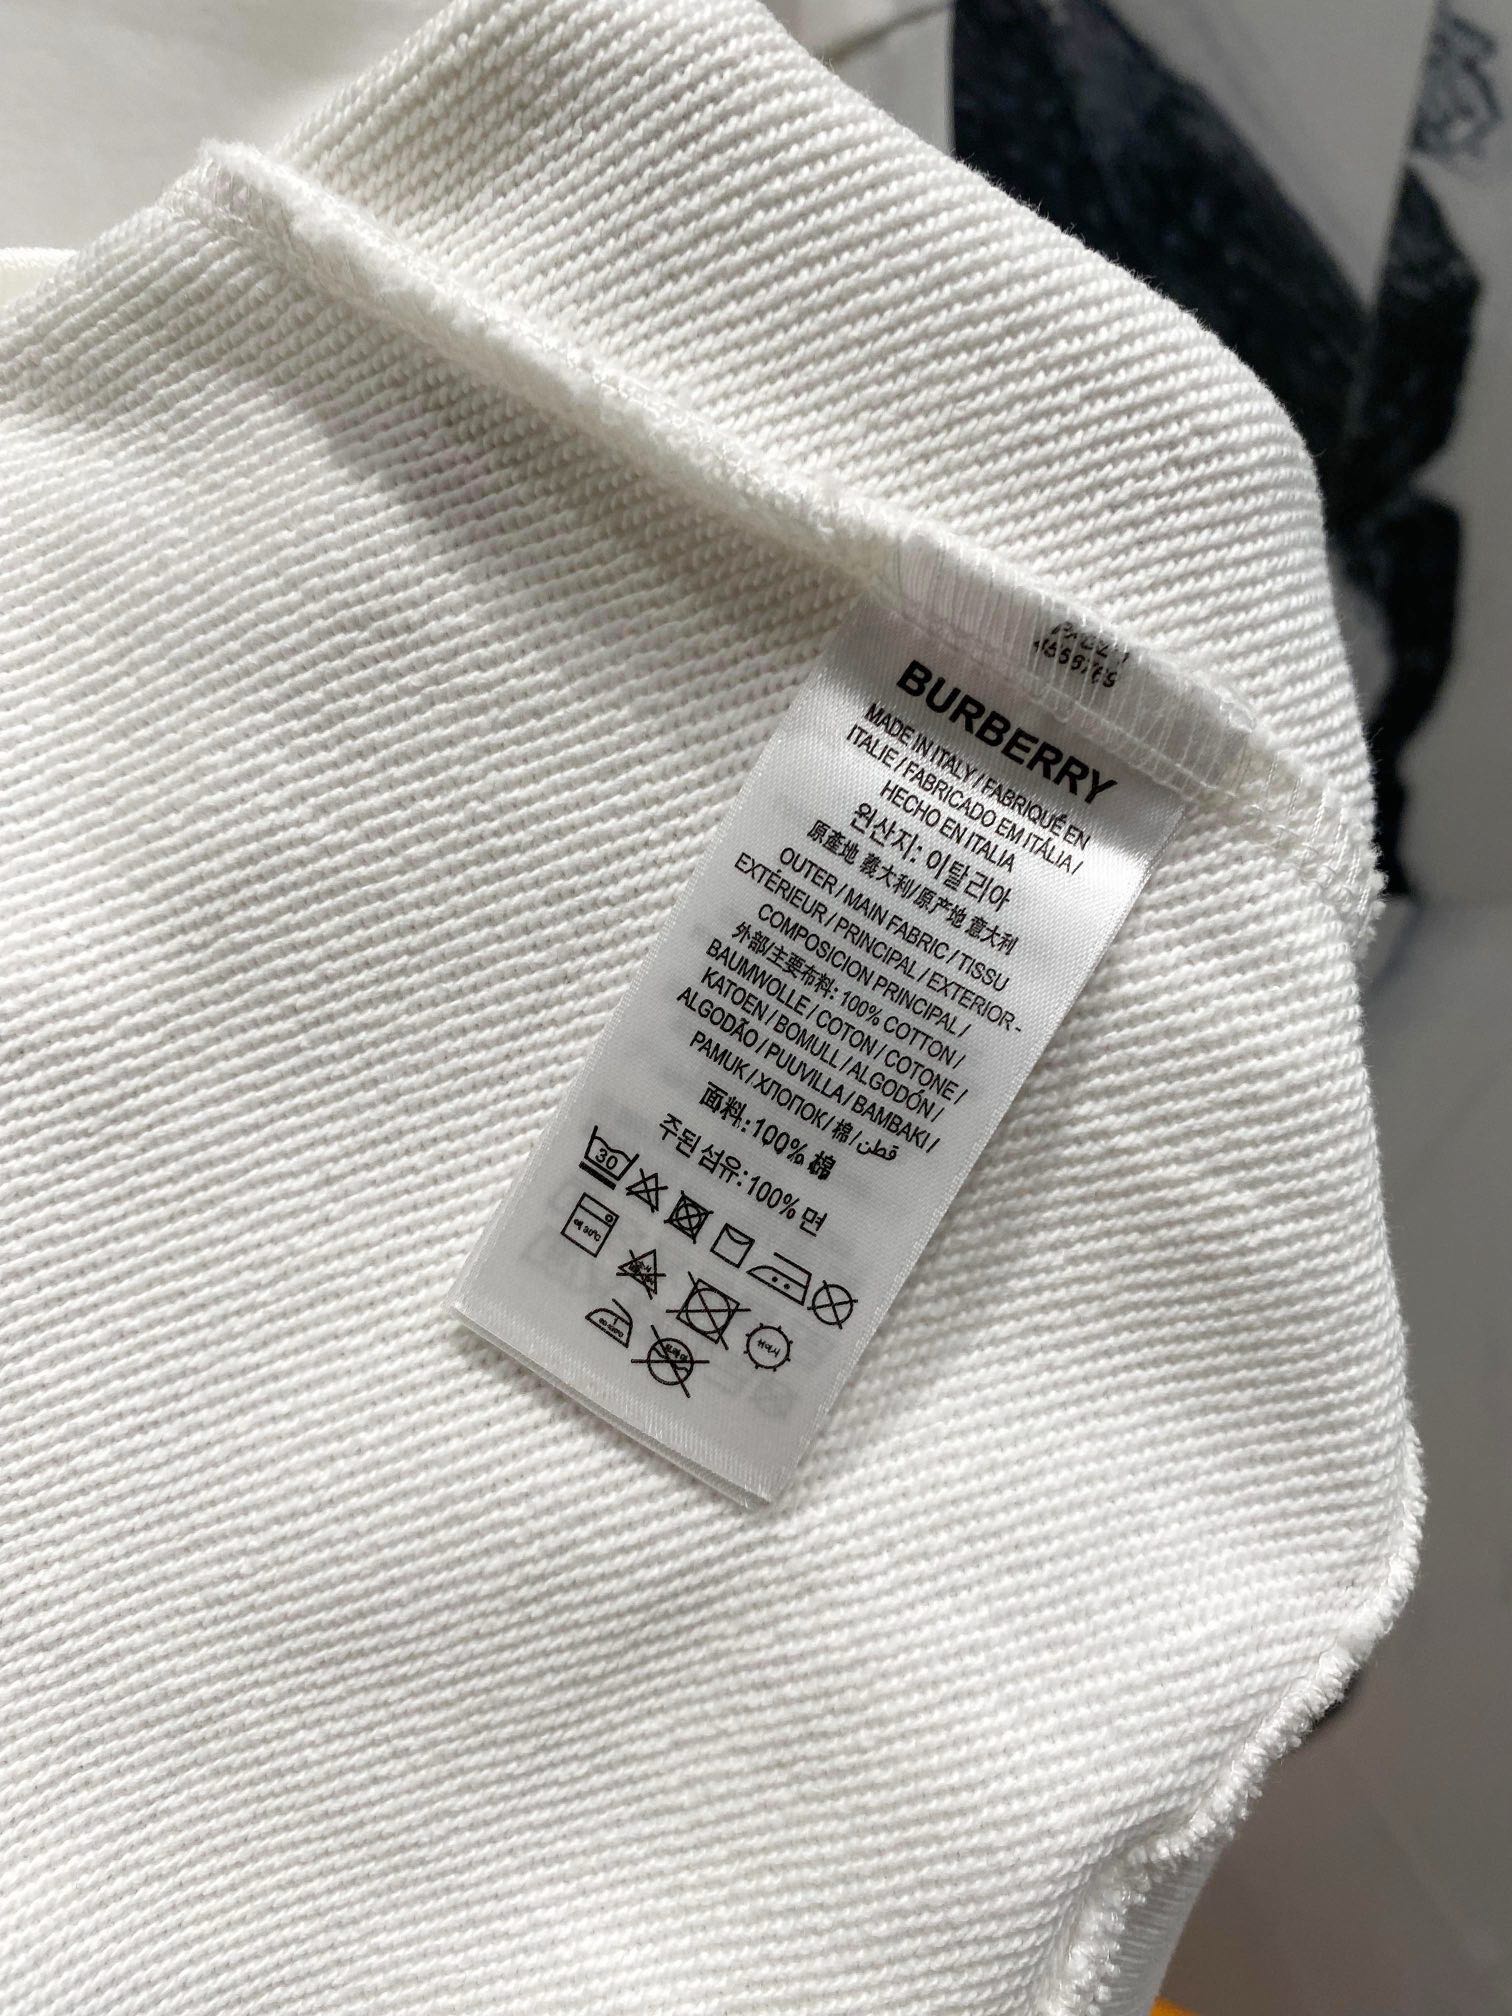 BURBERRY
MADE IN ITALY / FABRIQUÉ EN
ITALIE / FABRICADO EM ITÁLIA /
HECHO EN ITALIA
원산지: 이탈리아
原產地 義大利/原产地 意大利
OUTER / MAIN FABRIC / TISSU
EXTÉRIEUR / PRINCIPAL / EXTERIOR -
COMPOSICION PRINCIPAL /
外部/主要布料: 100% COTTON /
BAUMWOLLE / COTON / COTONE /
KATOEN / BOMULL / ALGODÓN /
ALGODÃO / PUUVILLA / BAMBAKI /
PAMUK / ХЛОПОК / 棉 / قطن
面料: 100% 棉
주된 섬유: 100% 면
30